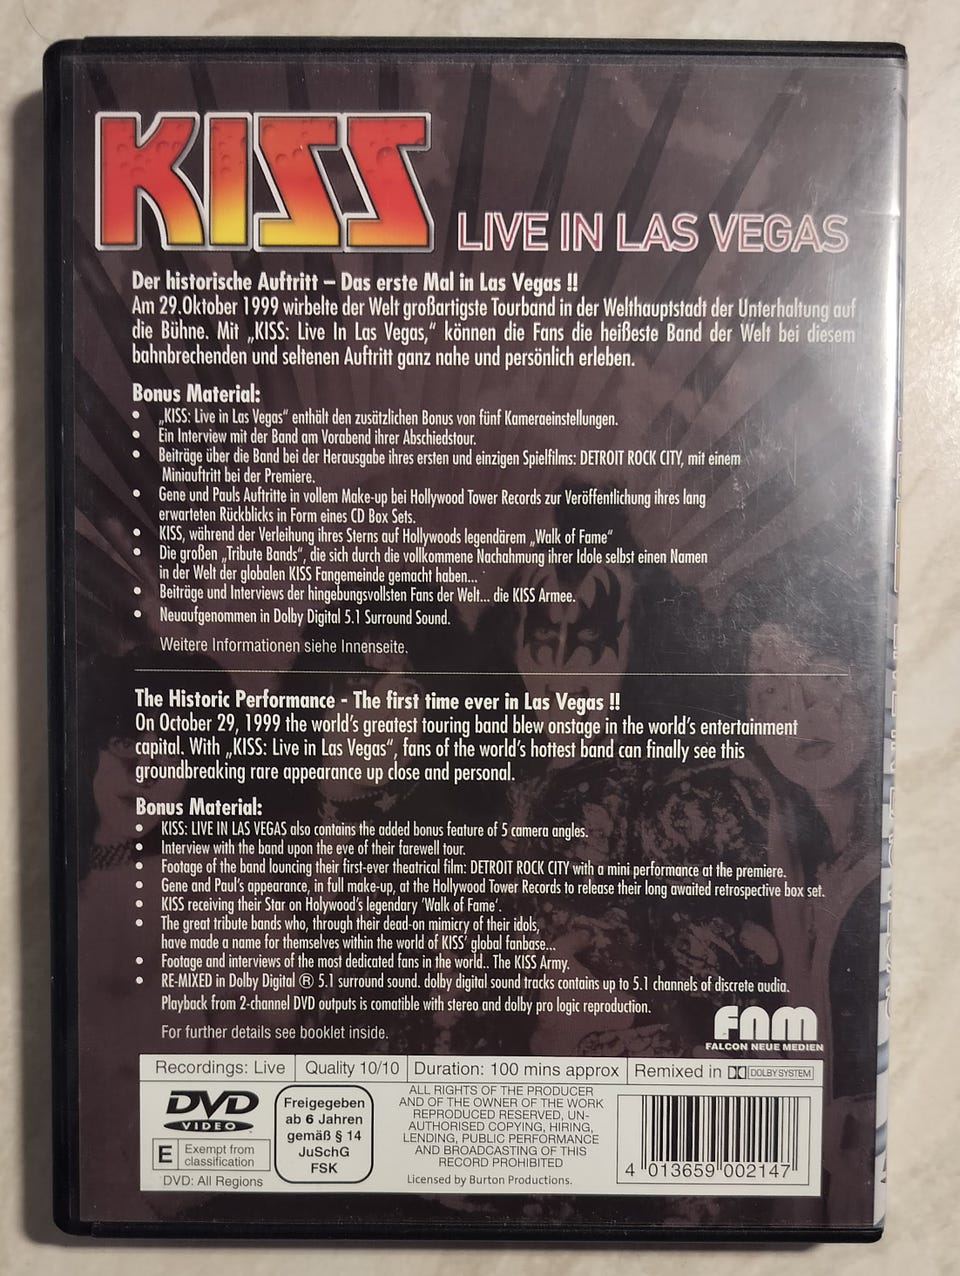 KISS LIVE IN LAS VEGAS
Der historische Auftritt – Das erste Mal in Las Vegas !!
Am 29.Oktober 1999 wirbelte der Welt großartigste Tourband in der Welthauptstadt der Unterhaltung auf
die Bühne. Mit „KISS: Live In Las Vegas,“ können die Fans die heißeste Band der Welt bei diesem
bahnbrechenden und seltenen Auftritt ganz nahe und persönlich erleben.
Bonus Material:
• „KISS: Live in Las Vegas“ enthält den zusätzlichen Bonus von fünf Kameraeinstellungen.
• Ein Interview mit der Band am Vorabend ihrer Abschiedstour.
• Beiträge über die Band bei der Herausgabe ihres ersten und einzigen Spielfilms: DETROIT ROCK CITY, mit einem
Miniauftritt bei der Premiere.
• Gene und Pauls Auftritte in vollem Make-up bei Hollywood Tower Records zur Veröffentlichung ihres lang
erwarteten Rückblicks in Form eines CD Box Sets.
• KISS, während der Verleihung ihres Sterns auf Hollywoods legendärem „Walk of Fame“
• Die großen „Tribute Bands“, die sich durch die vollkommene Nachahmung ihrer Idole selbst einen Namen
in der Welt der globalen KISS Fangemeinde gemacht haben...
• Beiträge und Interviews der hingebungsvollsten Fans der Welt... die KISS Armee.
• Neuaufgenommen in Dolby Digital 5.1 Surround Sound.
Weitere Informationen siehe Innenseite.
The Historic Performance - The first time ever in Las Vegas !!
On October 29, 1999 the world's greatest touring band blew onstage in the world's entertainment
capital. With „KISS: Live in Las Vegas“, fans of the world's hottest band can finally see this
groundbreaking rare appearance up close and personal.
Bonus Material:
• KISS: LIVE IN LAS VEGAS also contains the added bonus feature of 5 camera angles.
• Interview with the band upon the eve of their farewell tour.
• Footage of the band louncing their first-ever theatrical film: DETROIT ROCK CITY with a mini performance at the premiere.
• Gene and Paul's appearance, in full make-up, at the Hollywood Tower Records to release their long awaited retrospective box set.
• KISS receiving their Star on Holywood's legendary 'Walk of Fame'.
• The great tribute bands who, through their dead-on mimicry of their idols,
have made a name for themselves within the world of KISS' global fanbase...
• Footage and interviews of the most dedicated fans in the world.. The KISS Army.
• RE-MIXED in Dolby Digital ® 5.1 surround sound. dolby digital sound tracks contains up to 5.1 channels of discrete audio.
Playback from 2-channel DVD outputs is comatible with stereo and dolby pro logic reproduction.
For further details see booklet inside.
fnm
FALCON NEUE MEDIEN
Recordings: Live Quality 10/10 Duration: 100 mins approx Remixed in DOLBY SYSTEM
DVD
VIDEO
E Exempt from
classification
DVD: All Regions
Freigegeben
ab 6 Jahren
gemäß § 14
JuSchG
FSK
ALL RIGHTS OF THE PRODUCER
AND OF THE OWNER OF THE WORK
REPRODUCED RESERVED, UN-
AUTHORISED COPYING, HIRING,
LENDING, PUBLIC PERFORMANCE
AND BROADCASTING OF THIS
RECORD PROHIBITED
Licensed by Burton Productions.
4 013659 002147